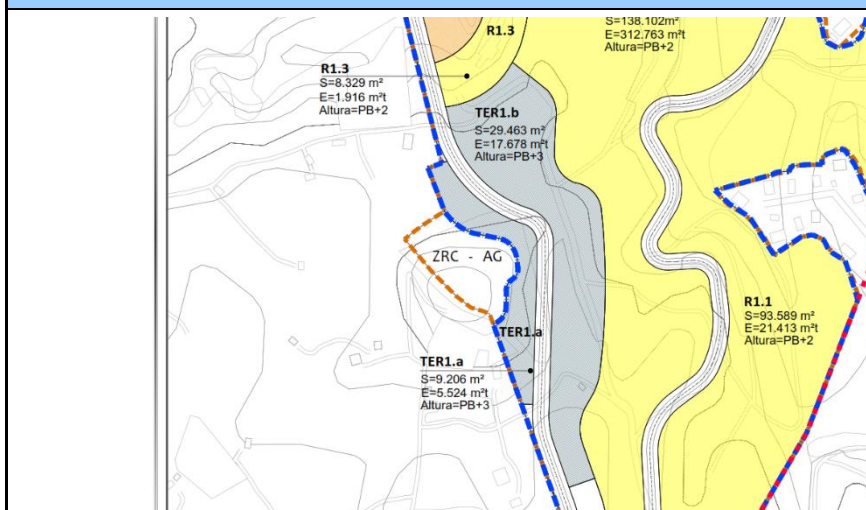 S=138.102m²
E=312.763 m²t
Altura=PB+2
R1.3
R1.3
S=8.329 m²
E=1.916 m²t
Altura=PB+2
TER1.b
S=29.463 m²
E=17.678 m²t
Altura=PB+3
ZRC - AG
R1.1
S=93.589 m²
E=21.413 m²t
Altura=PB+2
TER1.a
TER1.a
S=9.206 m²
E=5.524 m²t
Altura=PB+3